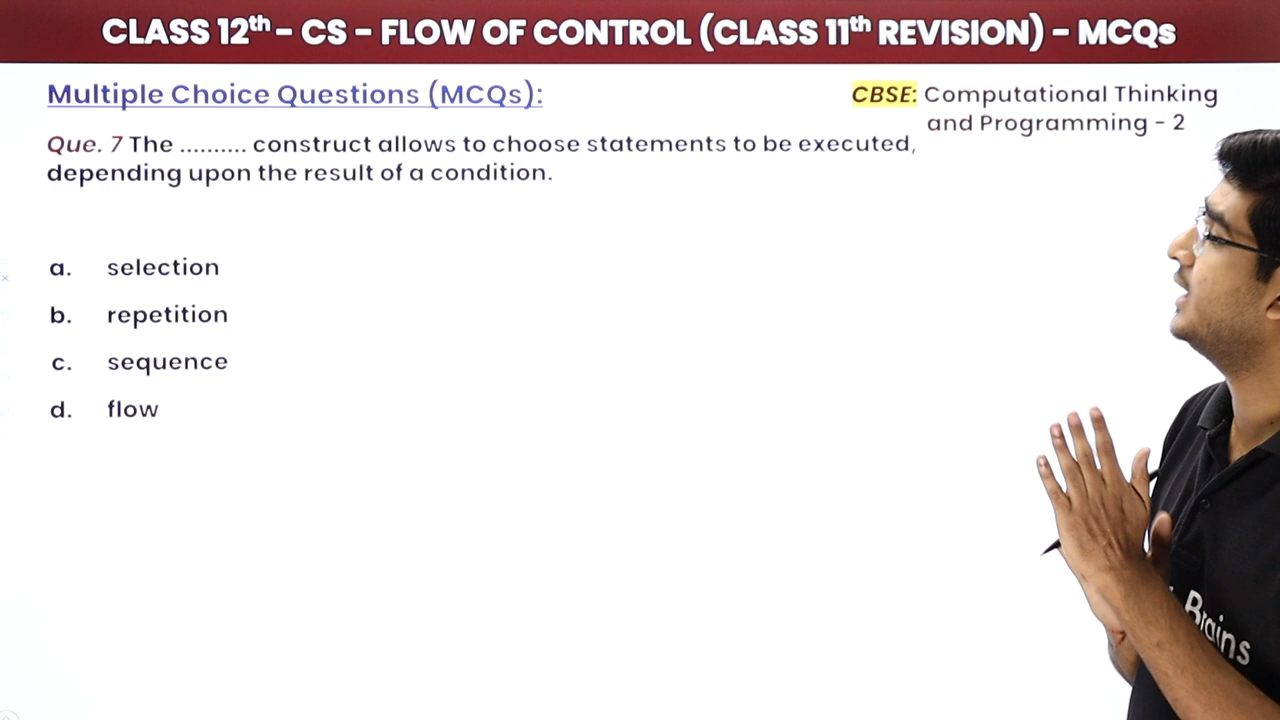 CLASS 12th – CS – FLOW OF CONTROL (CLASS 11th REVISION) – MCQs
Multiple Choice Questions (MCQs):
CBSE: Computational Thinking
and Programming - 2
Que. 7 The .......... construct allows to choose statements to be executed,
depending upon the result of a condition.
a. selection
b. repetition
c. sequence
d. flow
Brains